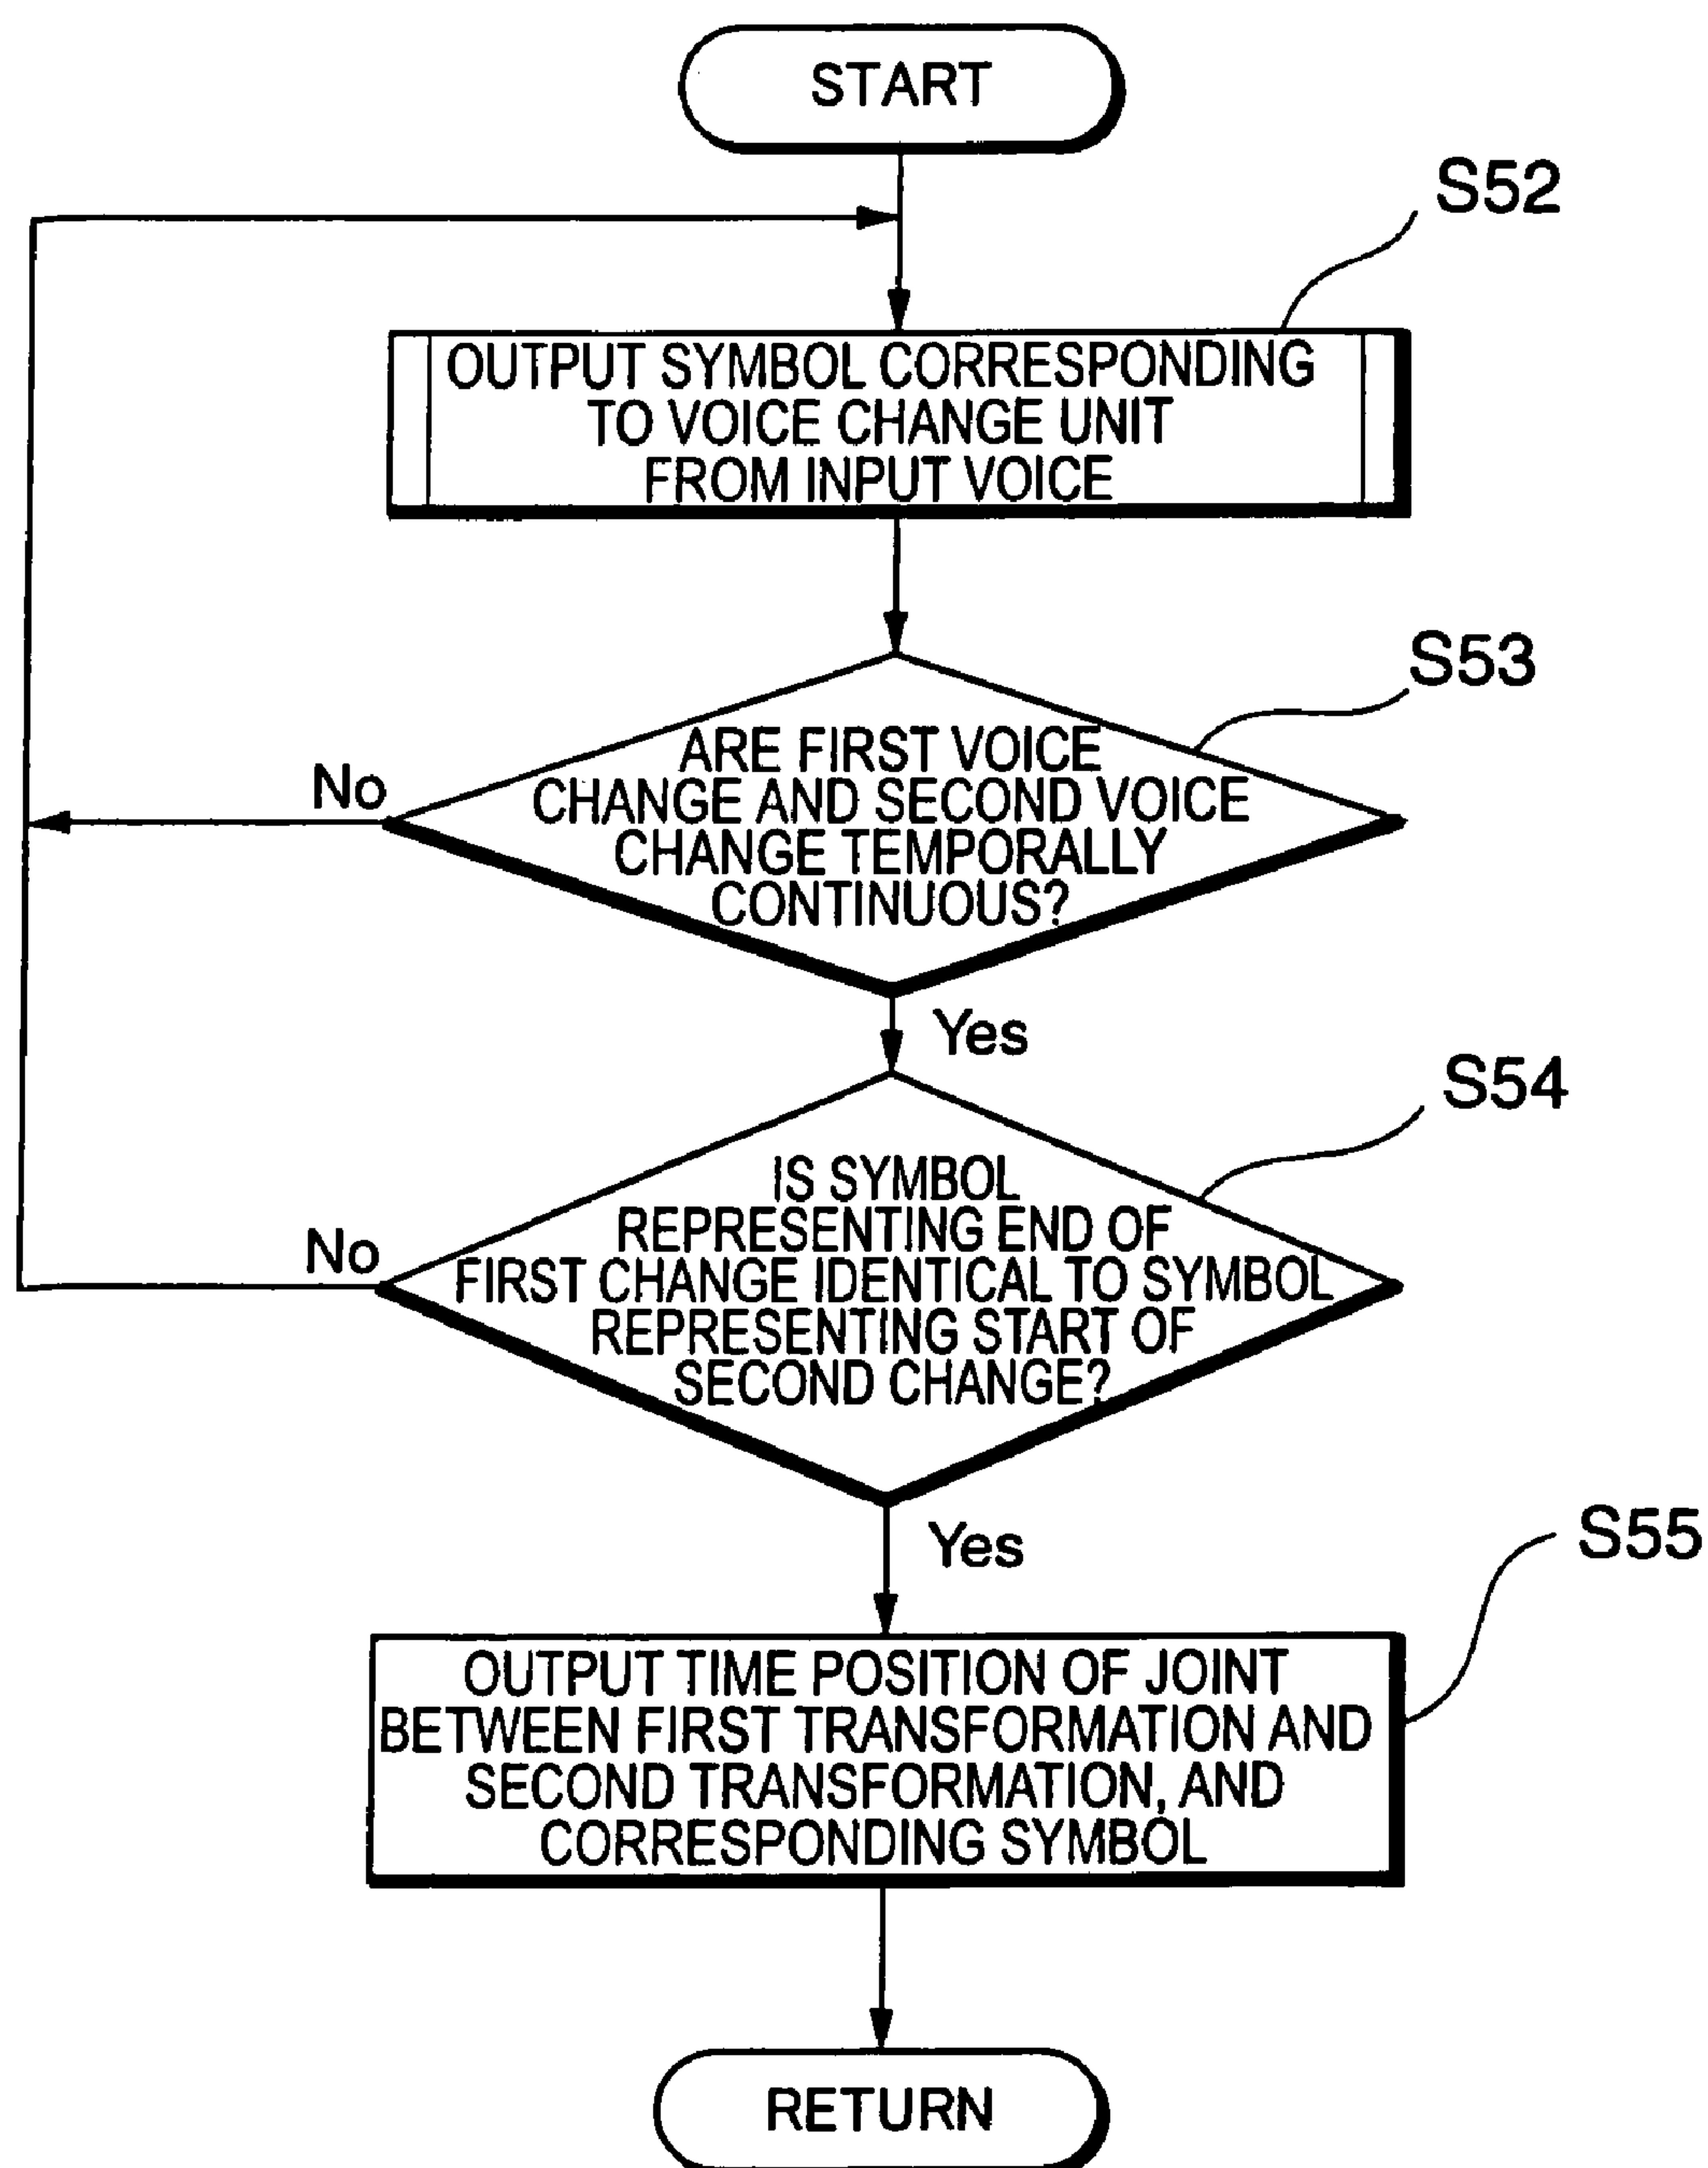 START
S52
OUTPUT SYMBOL CORRESPONDING
TO VOICE CHANGE UNIT
FROM INPUT VOICE
S53
ARE FIRST VOICE
CHANGE AND SECOND VOICE
CHANGE TEMPORALLY
CONTINUOUS?
No
Yes
S54
IS SYMBOL
REPRESENTING END OF
FIRST CHANGE IDENTICAL TO SYMBOL
REPRESENTING START OF
SECOND CHANGE?
No
Yes
S55
OUTPUT TIME POSITION OF JOINT
BETWEEN FIRST TRANSFORMATION AND
SECOND TRANSFORMATION, AND
CORRESPONDING SYMBOL
RETURN